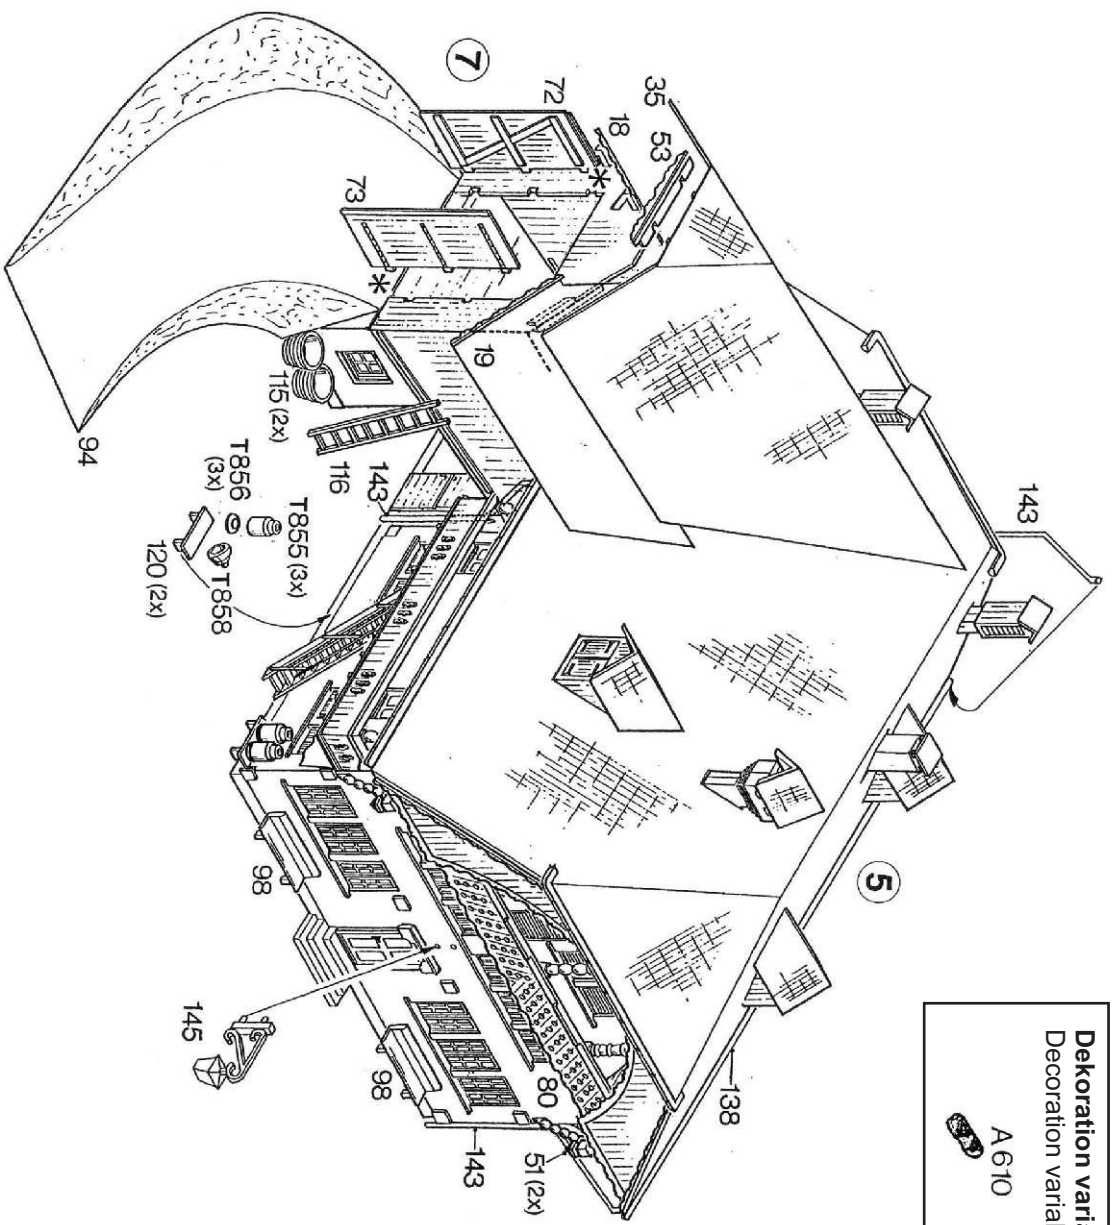 7
72
18
35
53
73
*
*
19
115 (2x)
116
94
143
T856
(3x)
T855 (3x)
T858
120 (2x)
143
5
98
145
98
80
138
143
51 (2x)
Dekoration varia
Decoration varial
A 610